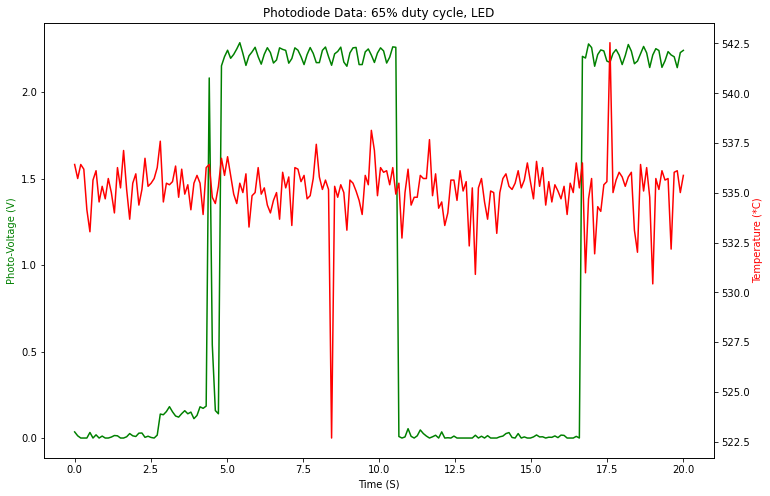 Photodiode Data: 65% duty cycle, LED
Photo-Voltage (V)
2.0
1.5
1.0
0.5
0.0
542.5
540.0
537.5
535.0
532.5
530.0
527.5
525.0
522.5
Temperature (*C)
0.0 2.5 5.0 7.5 10.0 12.5 15.0 17.5 20.0
Time (S)